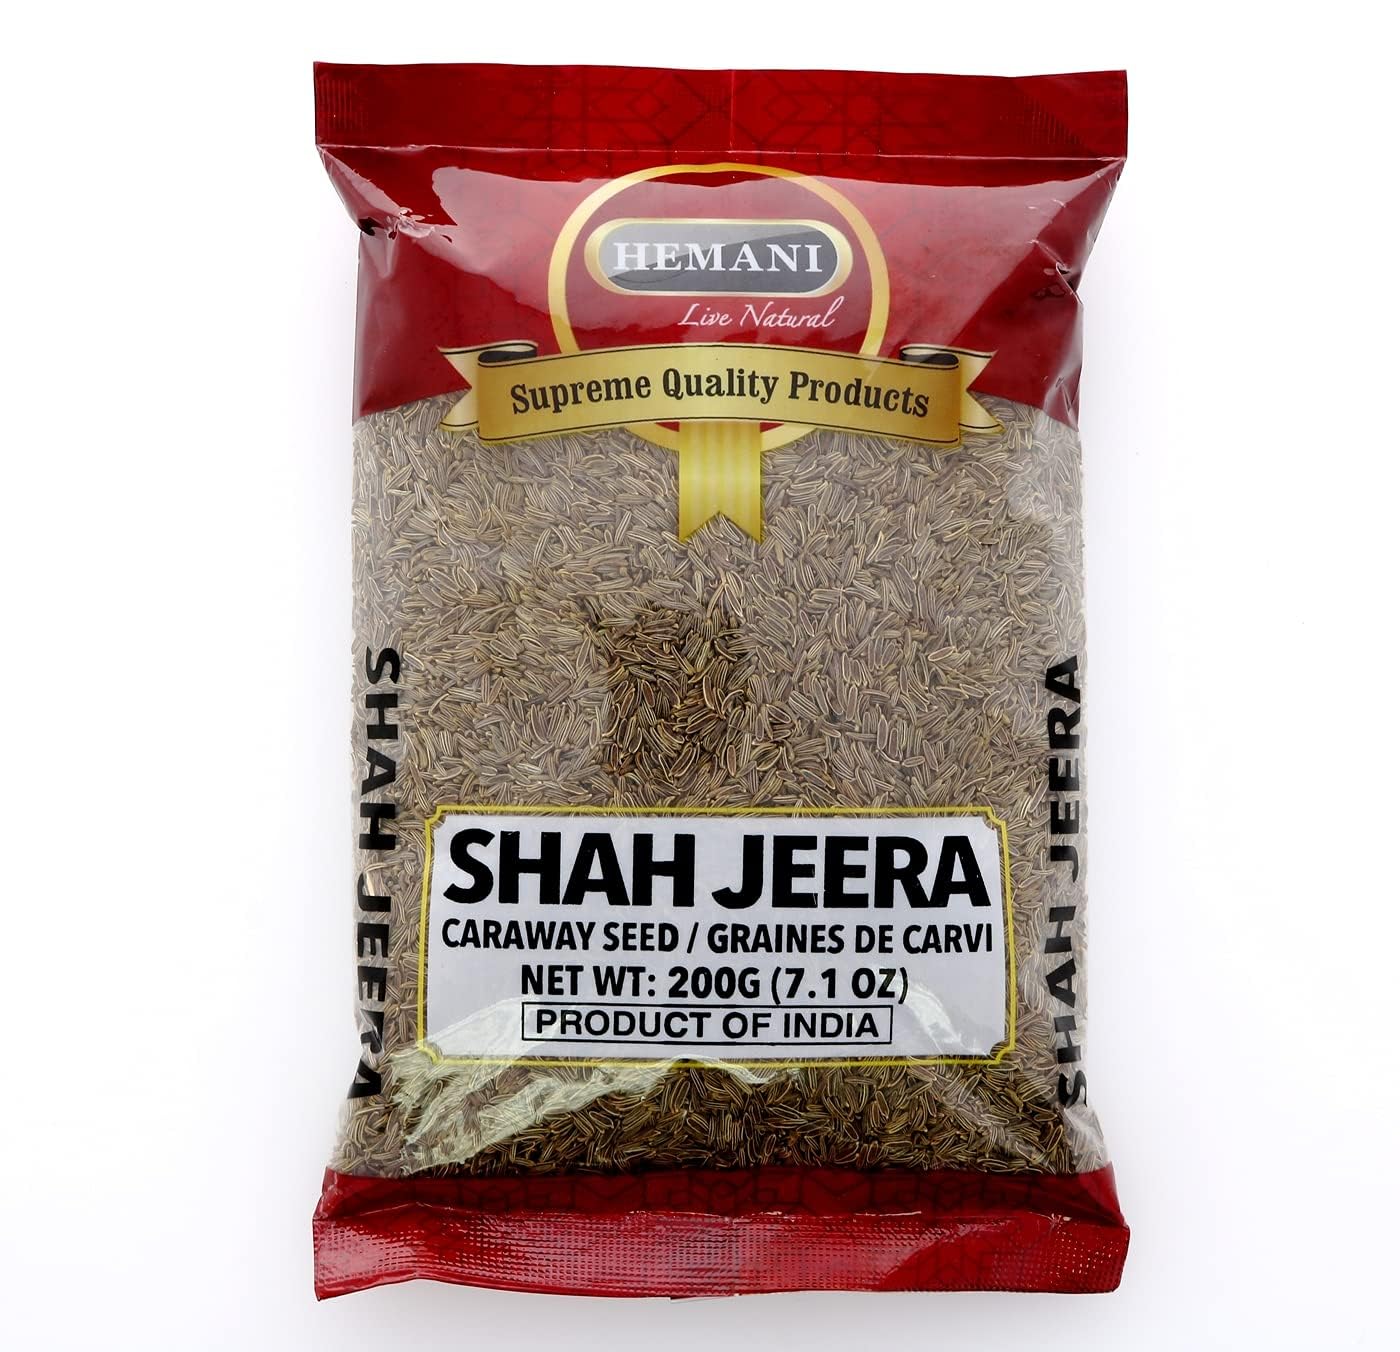 HEMANI
Live Natural
Supreme Quality Products
SHAH JEERA
SHAH JEERA
SHAH JEERA
CARAWAY SEED / GRAINES DE CARVI
NET WT: 200G (7.1 OZ)
PRODUCT OF INDIA